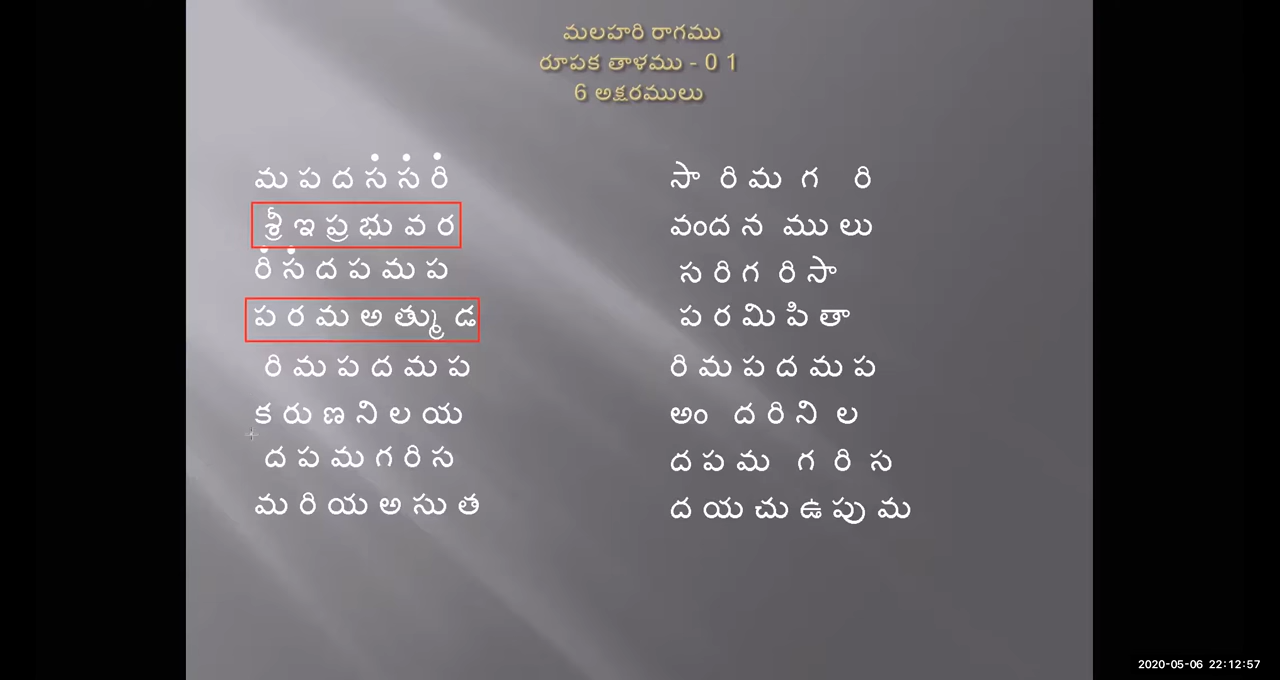 మలహరి రాగము
రూపక తాళము - 0 1
6 అక్షరములు
మ ప ద స స రి
శ్రీ ఇ ప్ర భు వ ర
రి స ద ప మ ప
ప ర మ అ త్ము డ
రి మ ప ద మ ప
క రు ణ ని ల య
ద ప మ గ రి స
మ రి య అ సు త
సా రి మ గ రి
వంద న ము లు
స రి గ రి సా
ప ర మి పి తా
రి మ ప ద మ ప
అం ద రి ని ల
ద ప మ గ రి స
ద య చు ఉ పు మ
2020-05-06 22:12:57